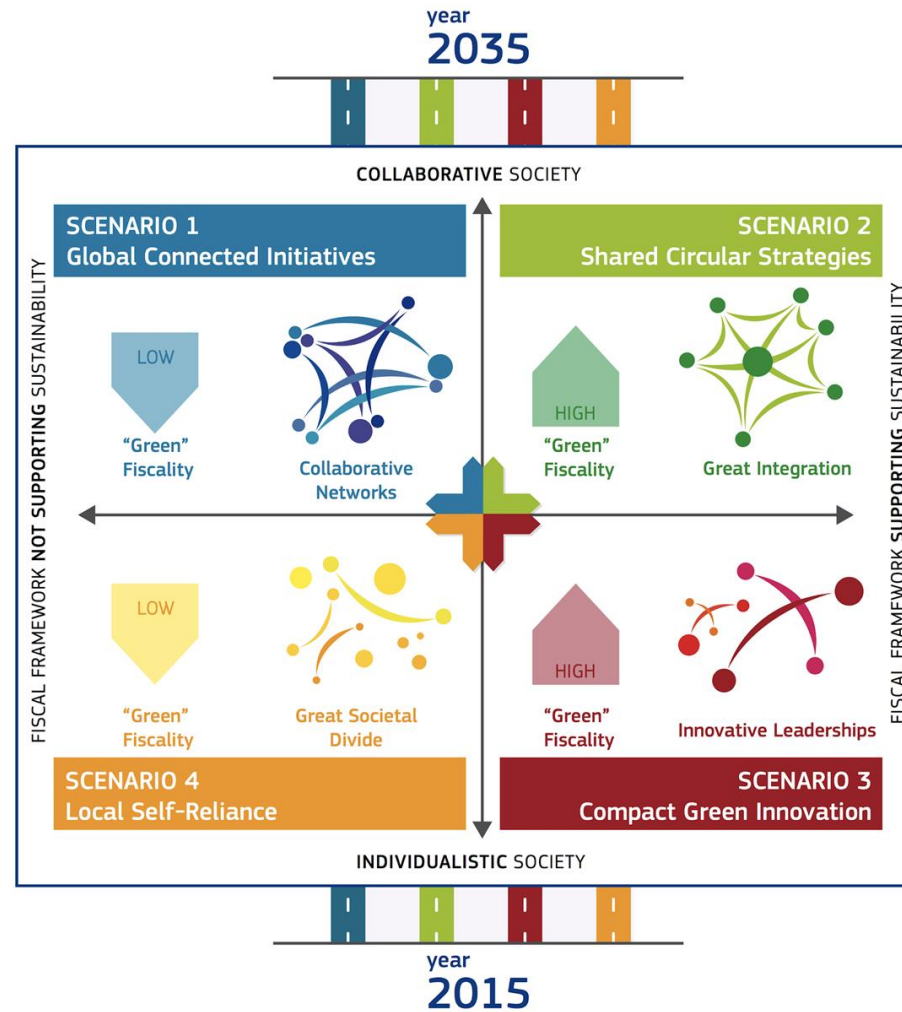 year
2035
COLLABORATIVE SOCIETY
SCENARIO 1
Global Connected Initiatives
SCENARIO 2
Shared Circular Strategies
FISCAL FRAMEWORK NOT SUPPORTING SUSTAINABILITY
FISCAL FRAMEWORK SUPPORTING SUSTAINABILITY
LOW
"Green"
Fiscality
Collaborative
Networks
HIGH
"Green"
Fiscality
Great Integration
LOW
"Green"
Fiscality
Great Societal
Divide
HIGH
"Green"
Fiscality
Innovative Leaderships
SCENARIO 4
Local Self-Reliance
SCENARIO 3
Compact Green Innovation
INDIVIDUALISTIC SOCIETY
year
2015